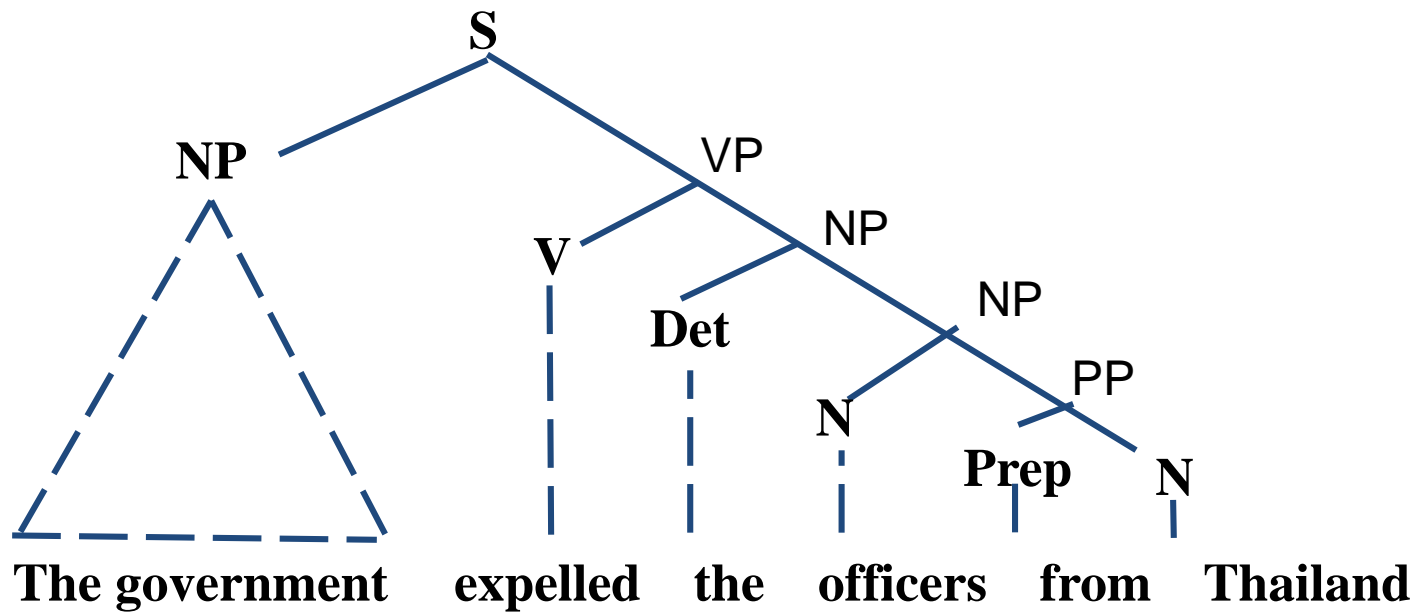 S
NP
VP
V
NP
Det
NP
N
PP
Prep
N
The government expelled the officers from Thailand